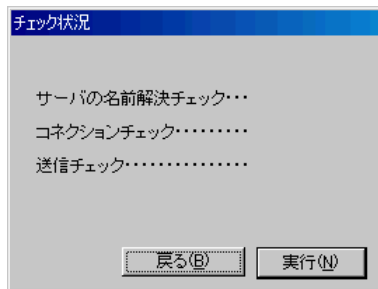 チェック状況
サーバの名前解決チェック･･･
コネクションチェック･････････
送信チェック･･･････････････
戻る(B)
実行(N)